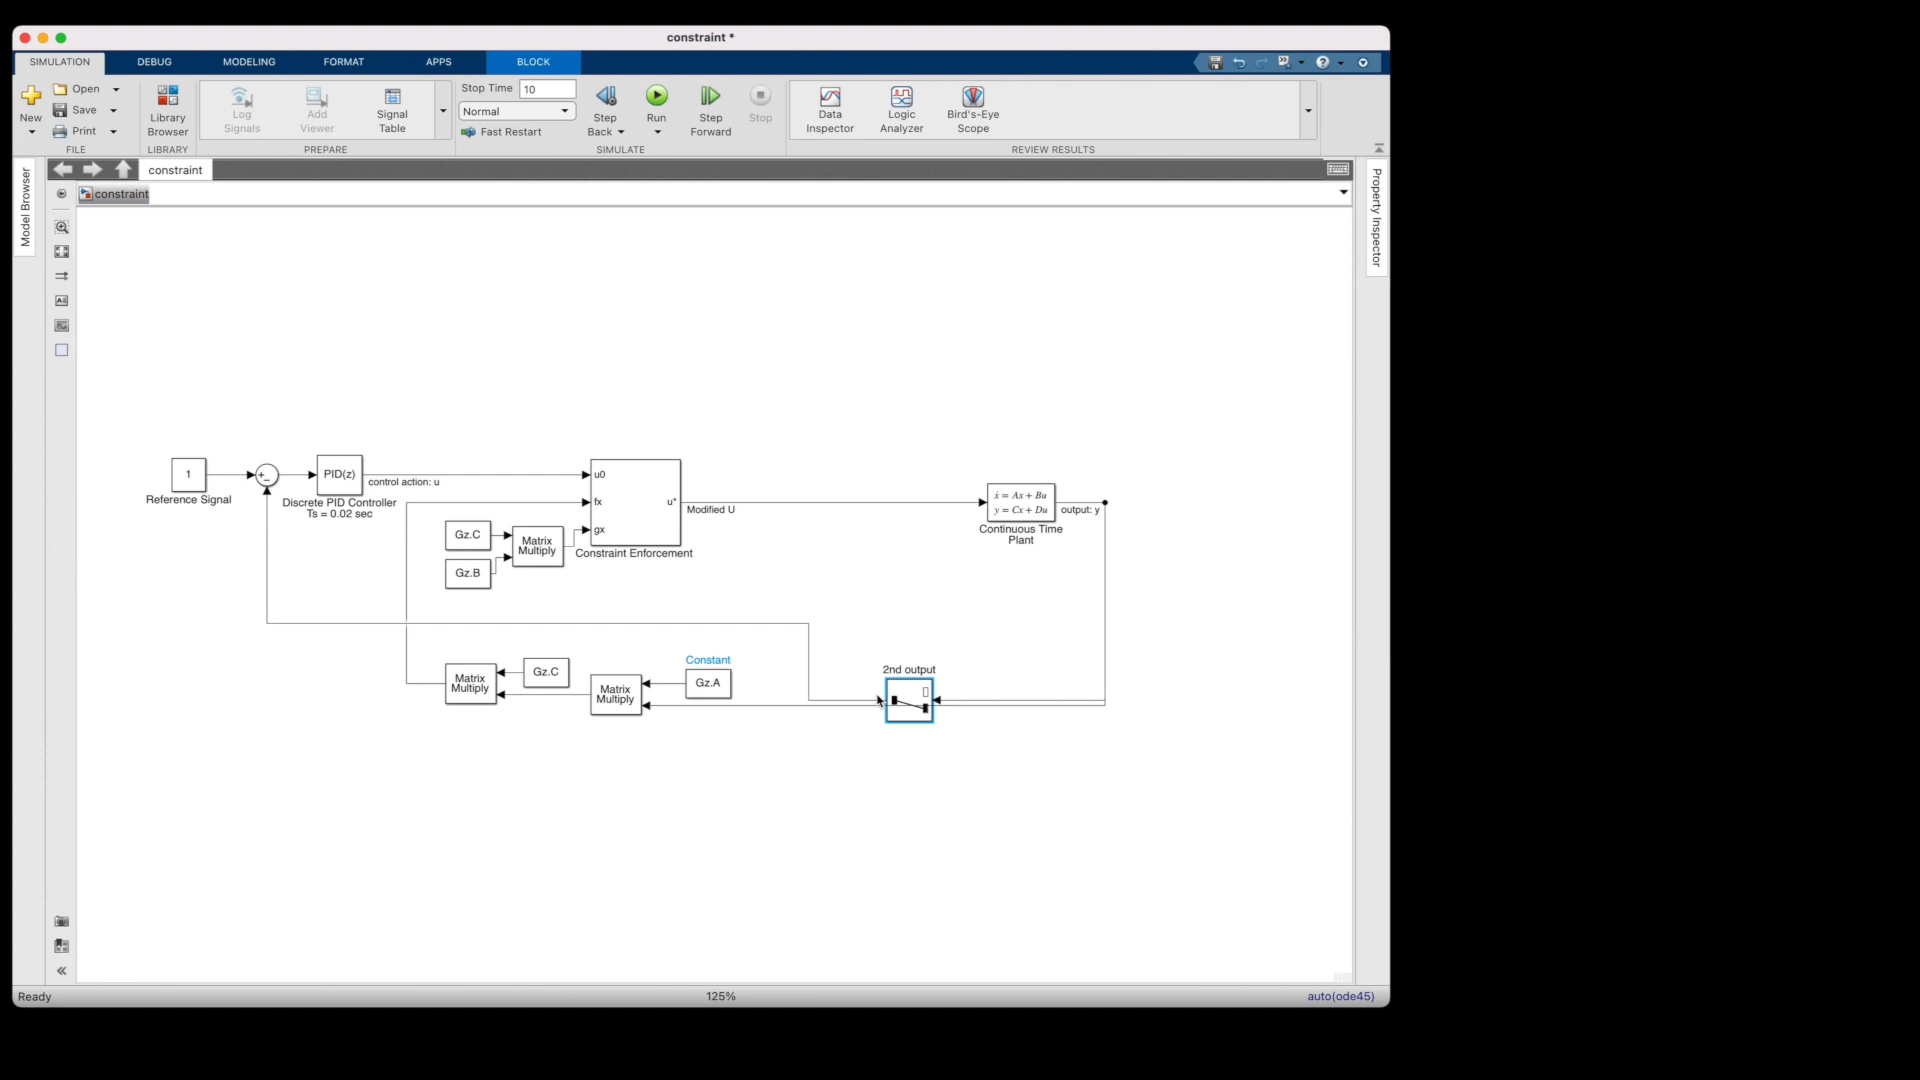 constraint *
SIMULATION DEBUG MODELING FORMAT APPS BLOCK
New
Open
Save
Print
FILE
Library
Browser
LIBRARY
Log
Signals
Add
Viewer
Signal
Table
PREPARE
Stop Time 10
Normal
Fast Restart
Step
Back
Run
Step
Forward
Stop
SIMULATE
Data
Inspector
Logic
Analyzer
Bird's-Eye
Scope
REVIEW RESULTS
Model Browser
constraint
constraint
Property Inspector
1
Reference Signal
+
-
PID(z)
Discrete PID Controller
Ts = 0.02 sec
control action: u
u0
fx
gx
u*
Constraint Enforcement
Modified U
Gz.C
Gz.B
Matrix
Multiply
ẋ = Ax + Bu
y = Cx + Du
Continuous Time
Plant
output: y
Matrix
Multiply
Gz.C
Matrix
Multiply
Constant
Gz.A
2nd output
Ready
125%
auto(ode45)